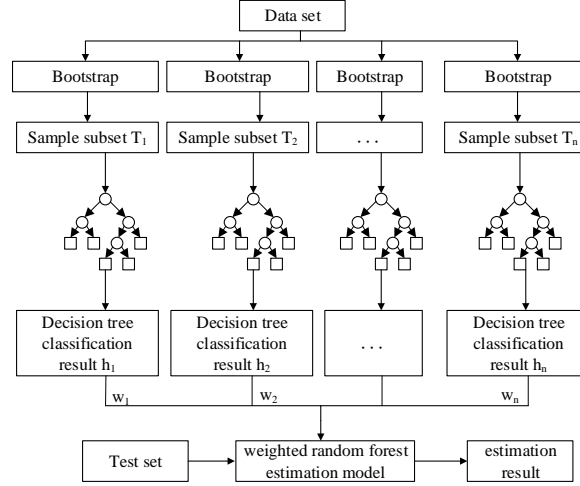 Data set
Bootstrap Bootstrap Bootstrap Bootstrap
Sample subset T₁ Sample subset T₂ . . . Sample subset Tₙ
Decision tree classification result h₁
Decision tree classification result h₂
. . .
Decision tree classification result hₙ
w₁ w₂ wₙ
Test set
weighted random forest
estimation model
estimation
result